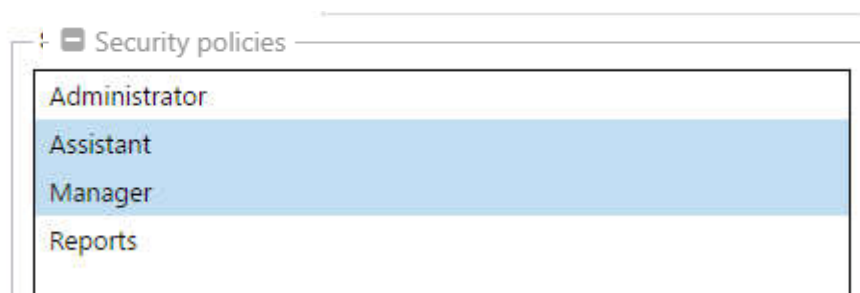 Security policies
Administrator
Assistant
Manager
Reports